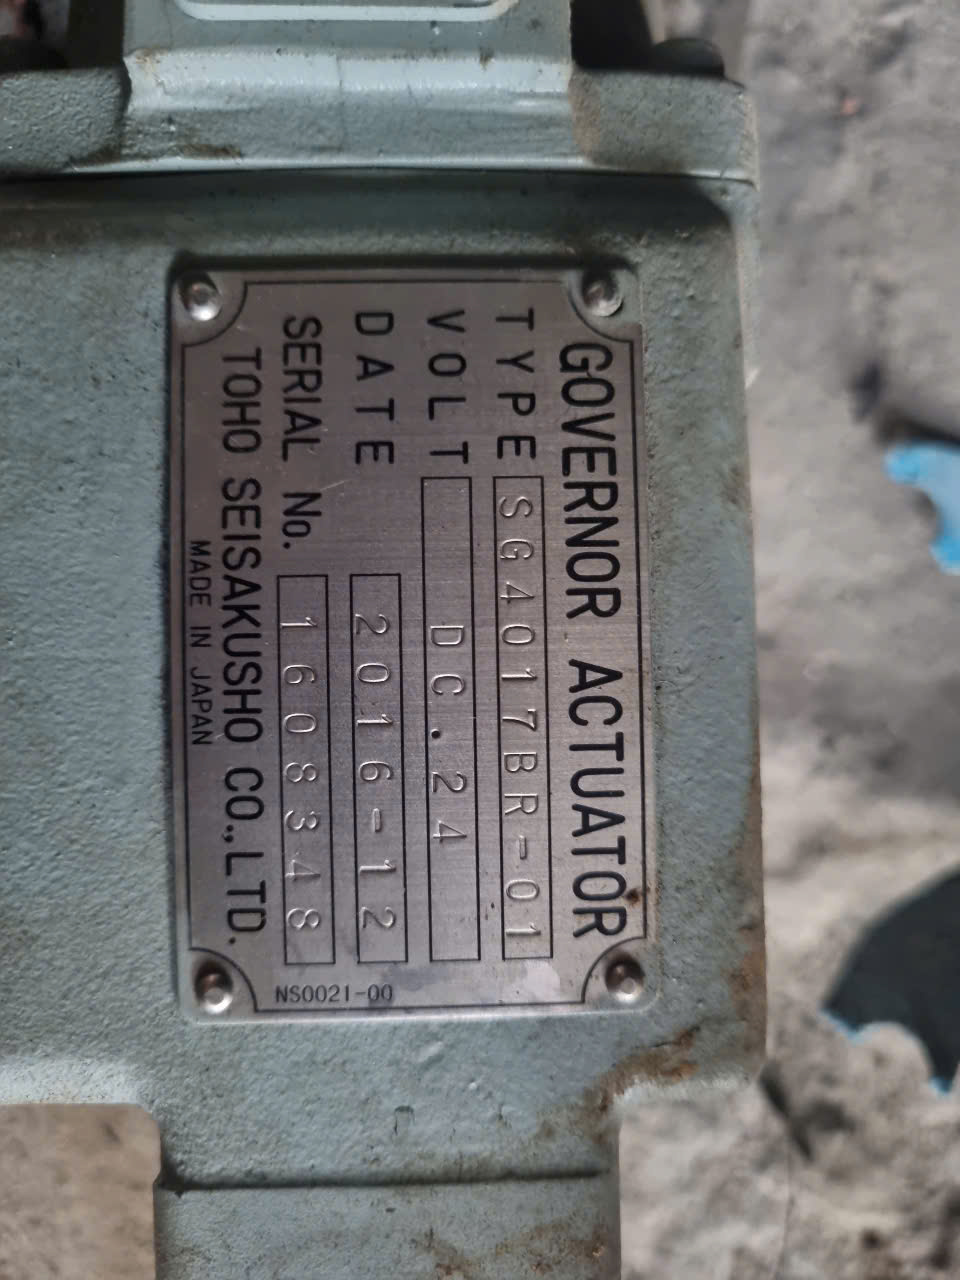 GOVERNOR ACTUATOR
TYPE SG4017BR-01
VOLT DC.24
DATE 2016-12
SERIAL No. 1608348
TOHO SEISAKUSHO CO.,LTD.
MADE IN JAPAN
NS0021-00